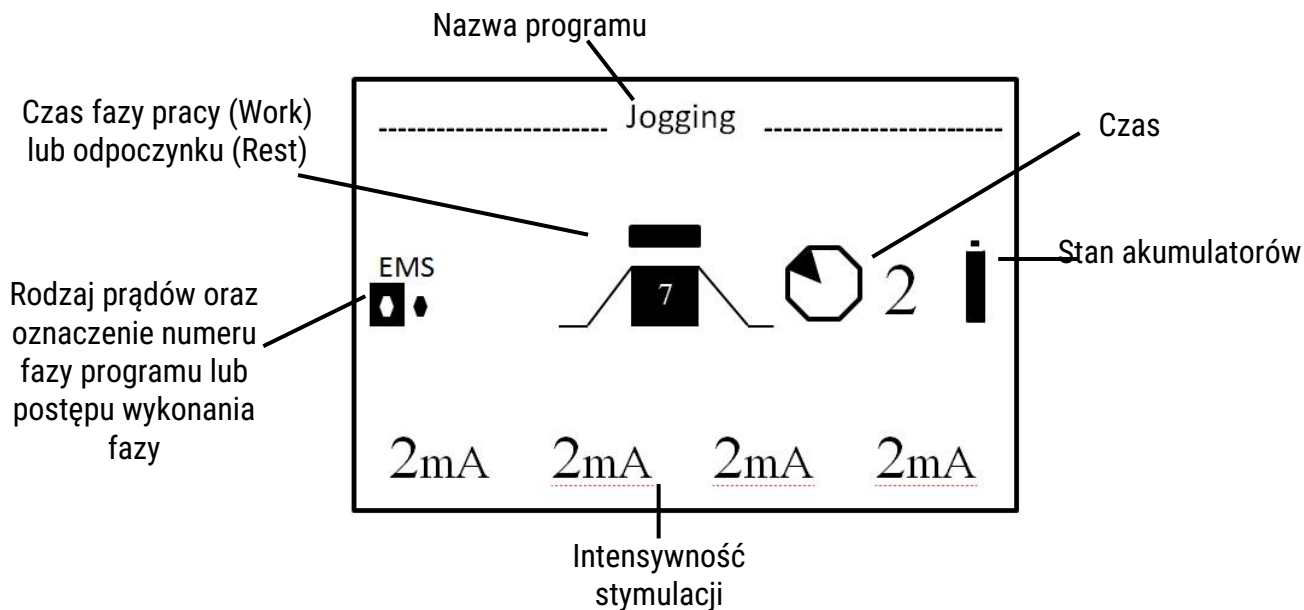 Nazwa programu
Jogging
Czas fazy pracy (Work)
lub odpoczynku (Rest)
Czas
Stan akumulatorów
EMS
7
2
Rodzaj prądów oraz
oznaczenie numeru
fazy programu lub
postępu wykonania
fazy
2mA 2mA 2mA 2mA
Intensywność
stymulacji